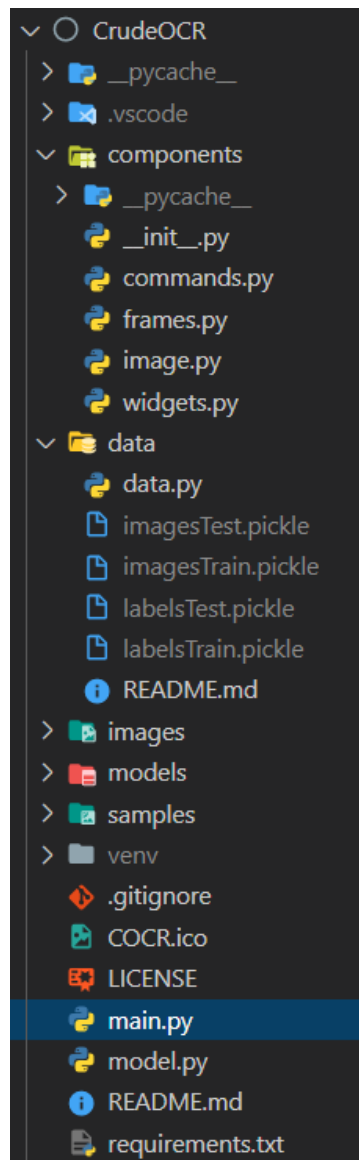 CrudeOCR
__pycache__
.vscode
components
__pycache__
__init__.py
commands.py
frames.py
image.py
widgets.py
data
data.py
imagesTest.pickle
imagesTrain.pickle
labelsTest.pickle
labelsTrain.pickle
README.md
images
models
samples
venv
.gitignore
COCR.ico
LICENSE
main.py
model.py
README.md
requirements.txt